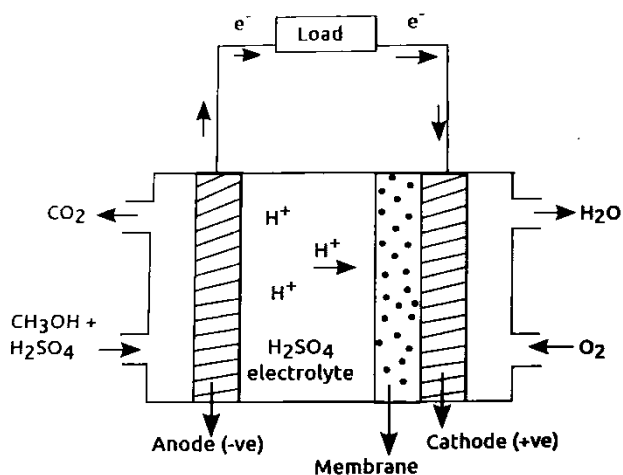 e⁻
Load
e⁻
CO₂
H⁺
H₂O
H⁺
H⁺
CH₃OH +
H₂SO₄
H₂SO₄
electrolyte
O₂
Anode (-ve)
Membrane
Cathode (+ve)